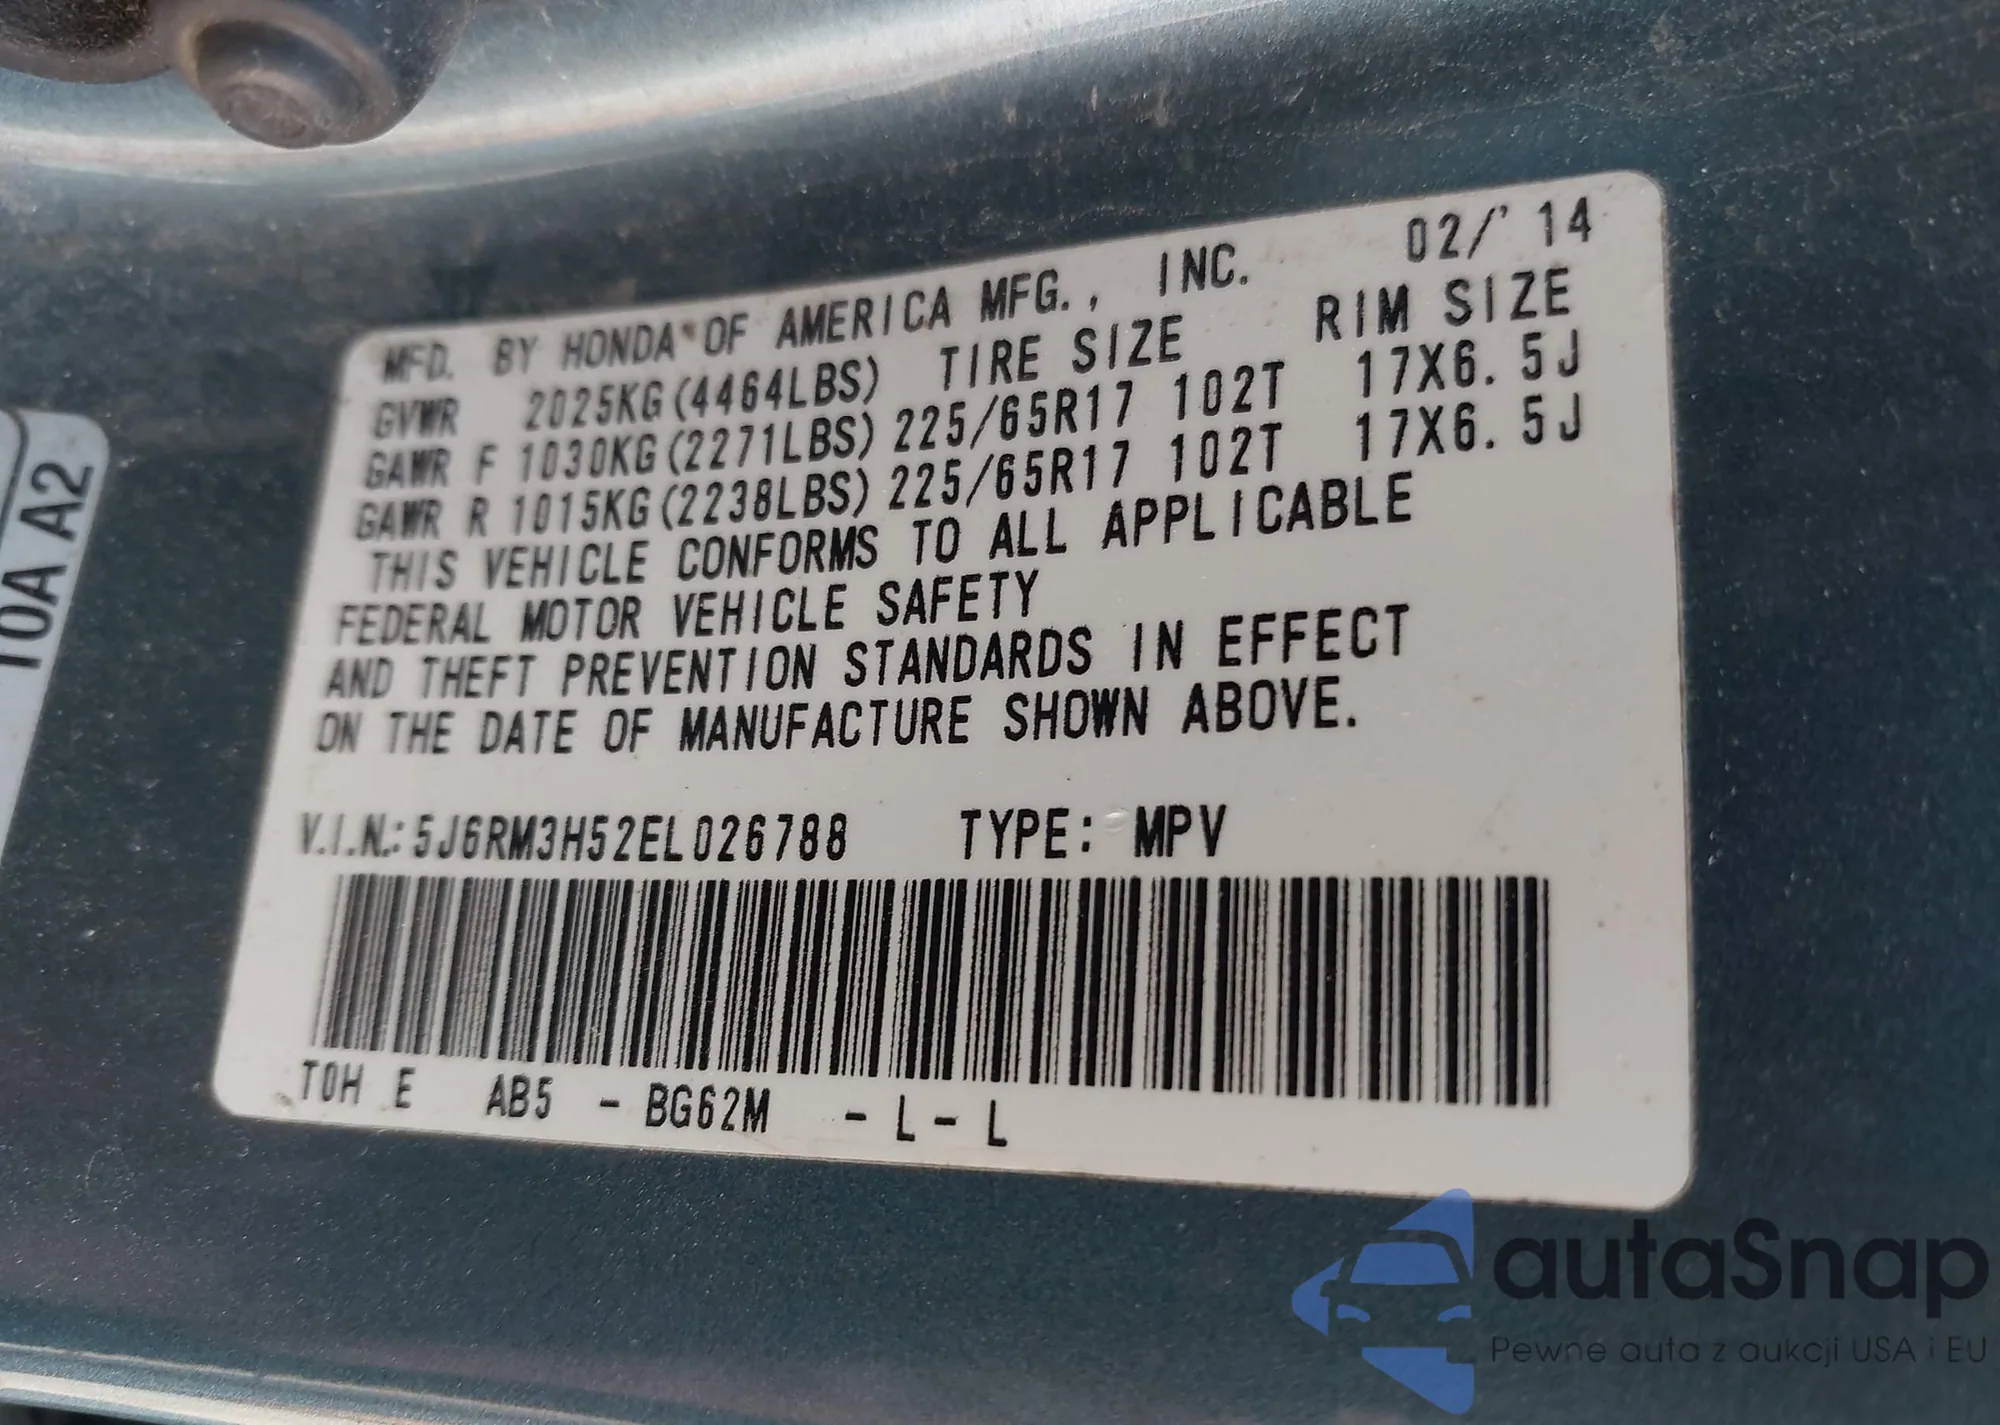 MFD. BY HONDA OF AMERICA MFG., INC. 02/'14
GVWR 2025KG(4464LBS) TIRE SIZE RIM SIZE
GAWR F 1030KG(2271LBS) 225/65R17 102T 17X6.5J
GAWR R 1015KG(2238LBS) 225/65R17 102T 17X6.5J
THIS VEHICLE CONFORMS TO ALL APPLICABLE
FEDERAL MOTOR VEHICLE SAFETY
AND THEFT PREVENTION STANDARDS IN EFFECT
ON THE DATE OF MANUFACTURE SHOWN ABOVE.
V.I.N.: 5J6RM3H52EL026788 TYPE: MPV
T0H E AB5 - BG62M - L - L
T0A A2
autaSnap
Pewne auta z aukcji USA i EU